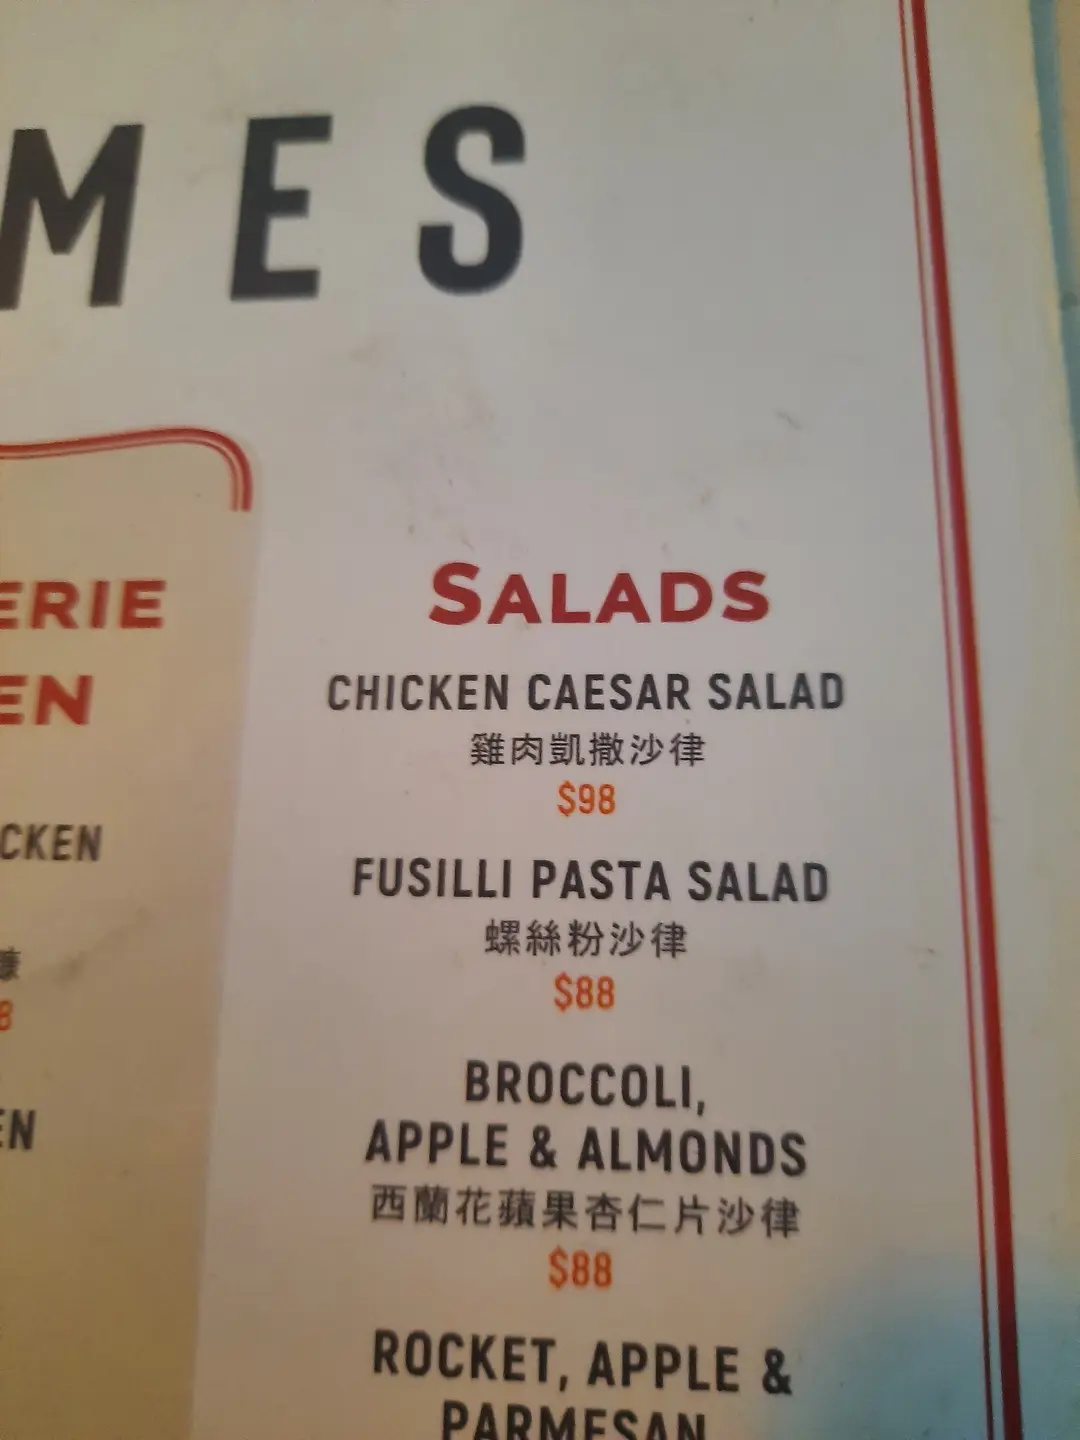 MES
ERIE
EN
CKEN
8
EN
SALADS
CHICKEN CAESAR SALAD
雞肉凱撒沙律
$98
FUSILLI PASTA SALAD
螺絲粉沙律
$88
BROCCOLI,
APPLE & ALMONDS
西蘭花蘋果杏仁片沙律
$88
ROCKET, APPLE &
PARMESAN